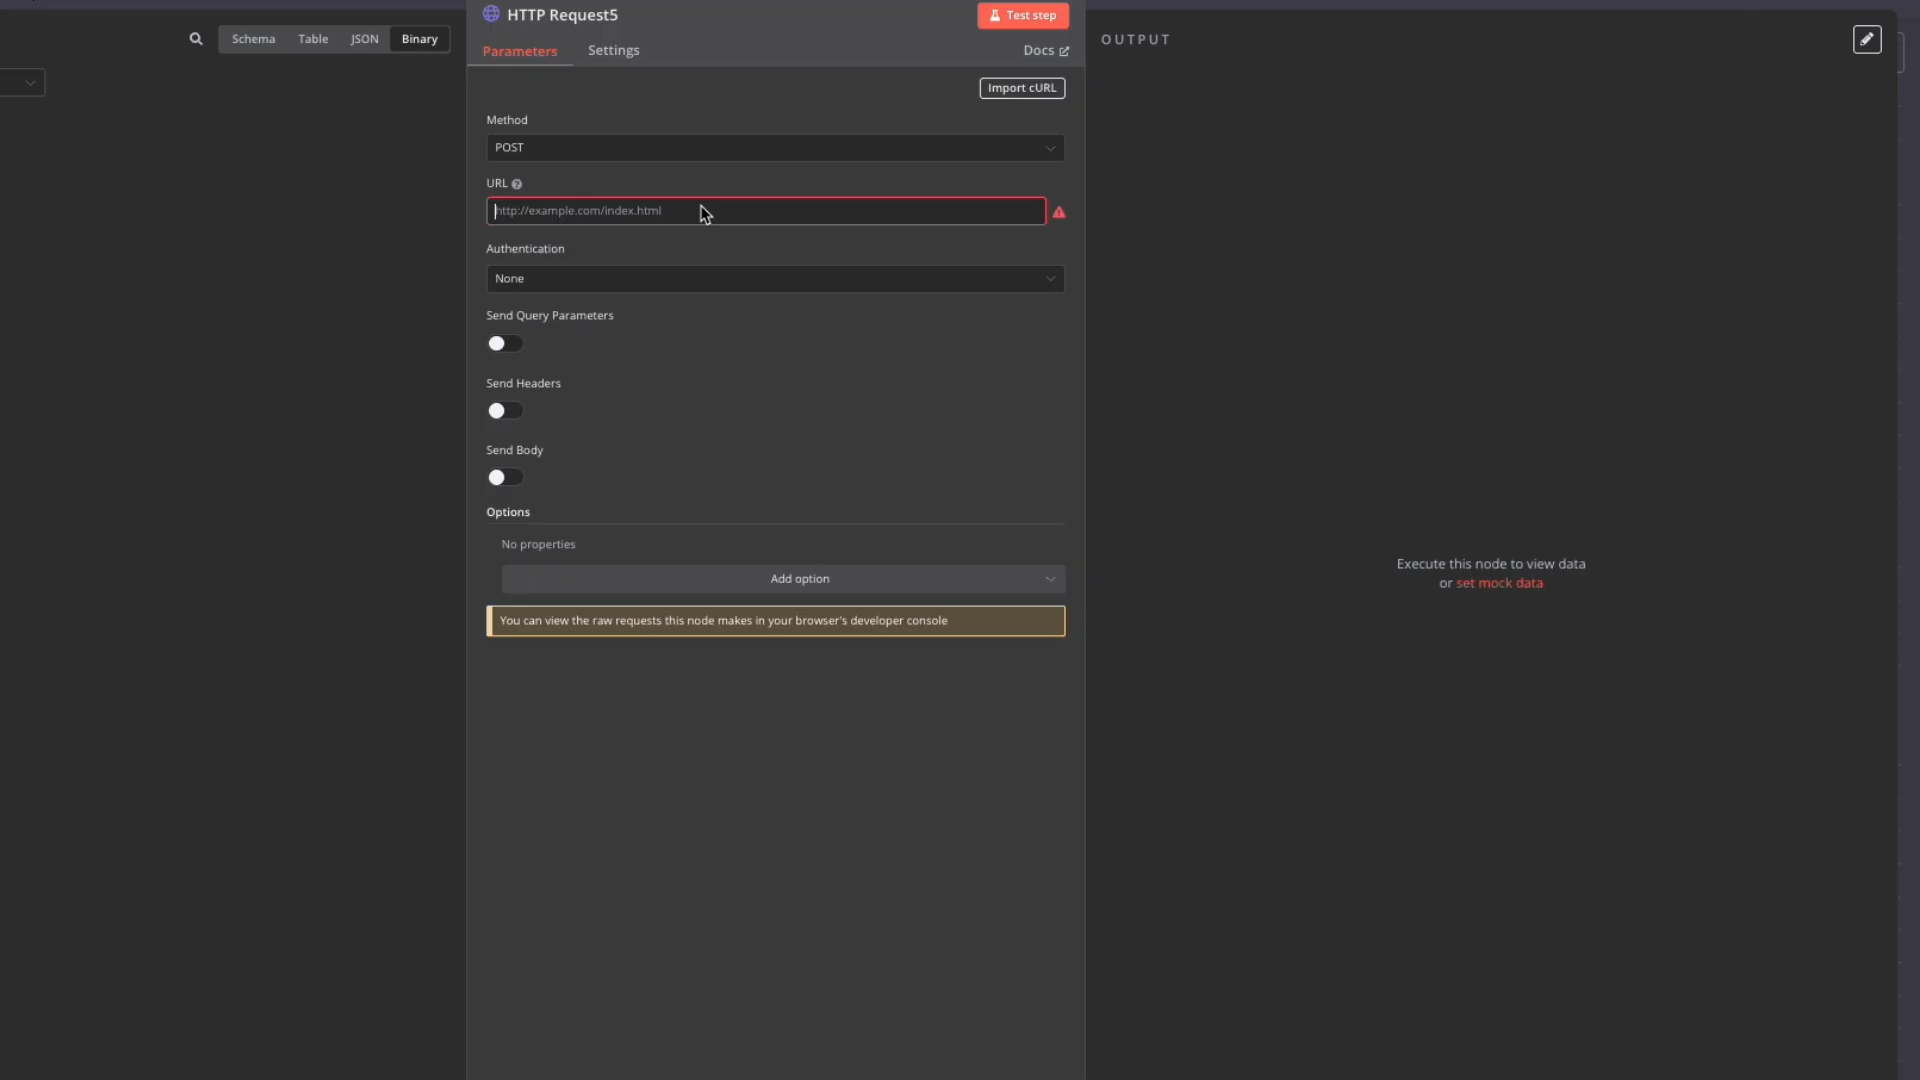 HTTP Request5
Test step
Schema
Table
JSON
Binary
Parameters
Settings
Docs
OUTPUT
Import cURL
Method
POST
URL
http://example.com/index.html
Authentication
None
Send Query Parameters
Send Headers
Send Body
Options
No properties
Add option
You can view the raw requests this node makes in your browser's developer console
Execute this node to view data
or set mock data